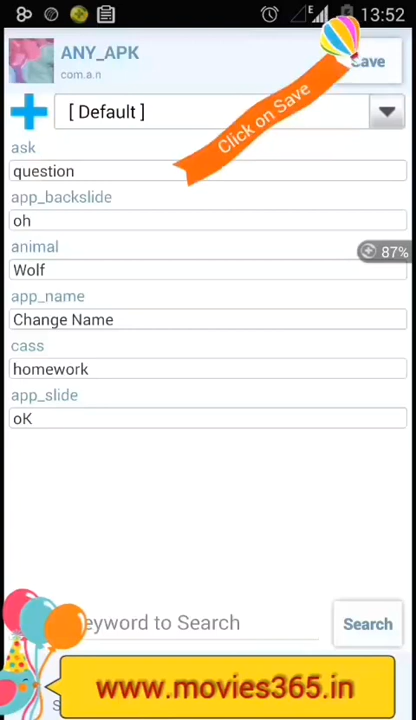 E
13:52
ANY_APK
com.a.n
Save
[ Default ]
Click on Save
ask
question
app_backslide
oh
animal
Wolf
87%
app_name
Change Name
cass
homework
app_slide
oK
eyword to Search
Search
www.movies365.in
S